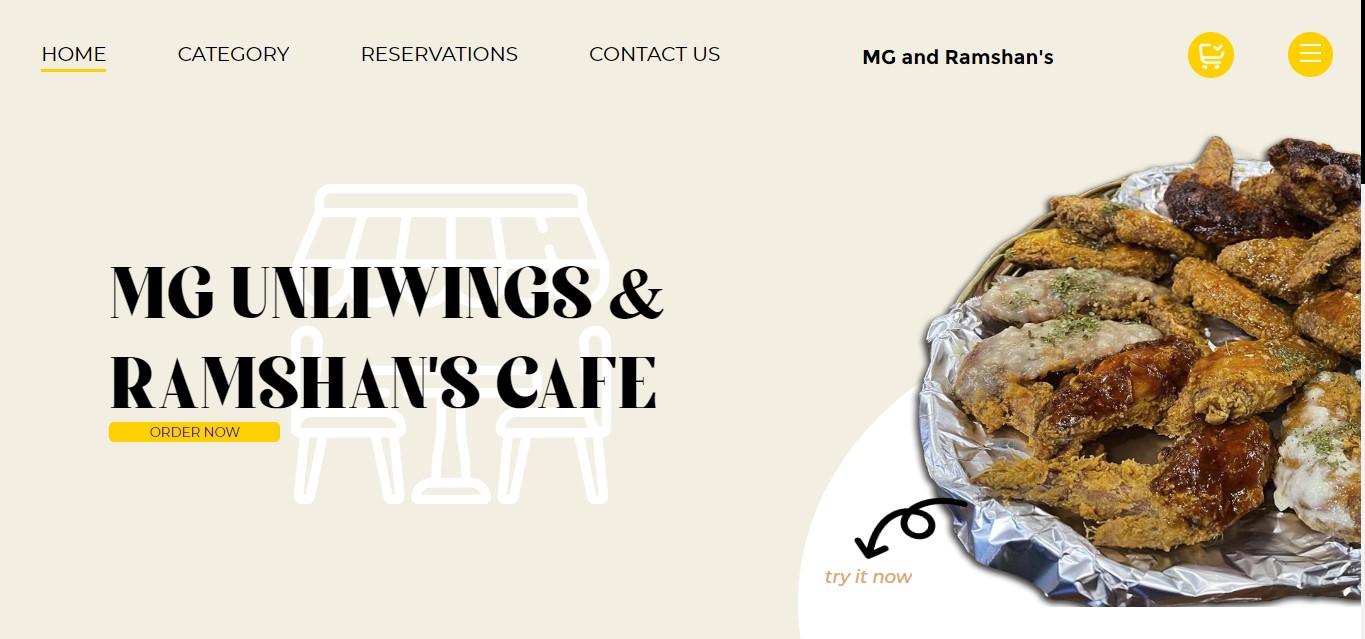 HOME
CATEGORY
RESERVATIONS
CONTACT US
MG and Ramshan's
MG UNLIWINGS &
RAMSHAN'S CAFE
ORDER NOW
try it now